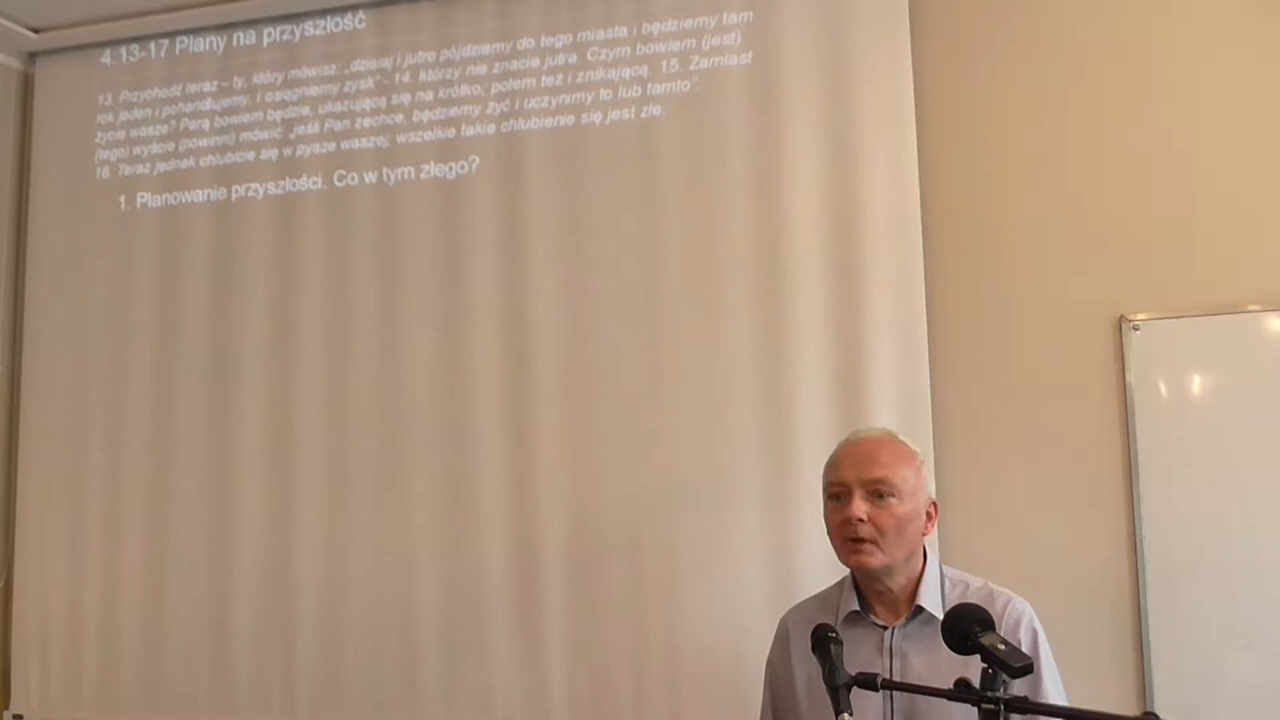 4:13-17 Plany na przyszłość
13. Przychodź teraz – ty, który mówisz: „dzisiaj i jutro pójdziemy do tego miasta i będziemy tam
rok jeden i pohandlujemy, i osiągniemy zysk" - 14. którzy nie znacie jutra. Czym bowiem (jest)
życie wasze? Parą bowiem będzie, ukazującą się na krótko, potem też i znikającą. 15. Zamiast
(tego) wyście (powinni) mówić: „jeśli Pan zechce, będziemy żyć i uczynimy to lub tamto".
16. Teraz jednak chlubicie się w pysze waszej; wszelkie takie chlubienie się jest złe.
1. Planowanie przyszłości. Co w tym złego?